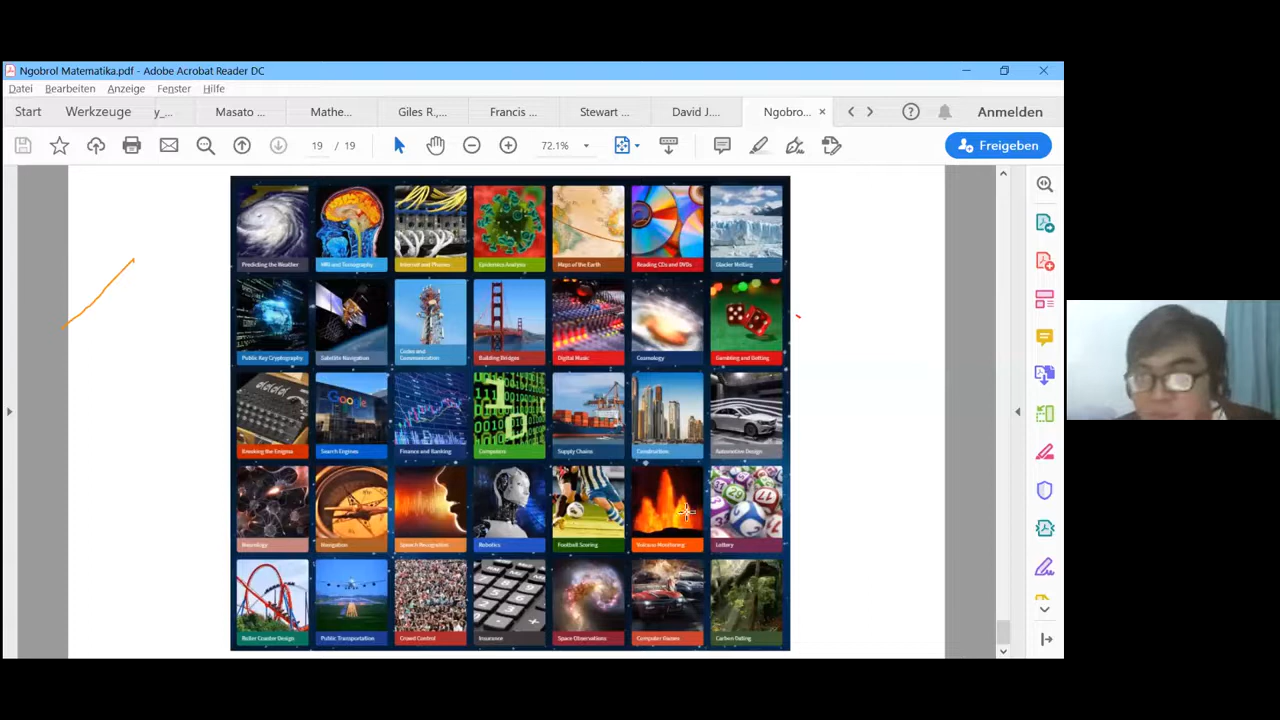 Ngobrol Matematika.pdf - Adobe Acrobat Reader DC
Datei Bearbeiten Anzeige Fenster Hilfe
Start Werkzeuge y_... Masato ... Mathe... Giles R.,... Francis ... Stewart ... David J.... Ngobro... Anmelden
19 / 19 72.1% Freigeben
Predicting the Weather MRI and Tomography Internet and Phones Epidemics Analysis Maps of the Earth Reading CDs and DVDs Glacier Melting
Public Key Cryptography Satellite Navigation Codes and Communication Building Bridges Digital Music Cosmology Gambling and Betting
Google
Breaking the Enigma Search Engines Finance and Banking Computers Supply Chains Construction Automotive Design
Neurology Navigation Speech Recognition Robotics Football Scoring Volcano Monitoring Lottery
Roller Coaster Design Public Transportation Crowd Control Insurance Space Observations Computer Games Carbon Dating